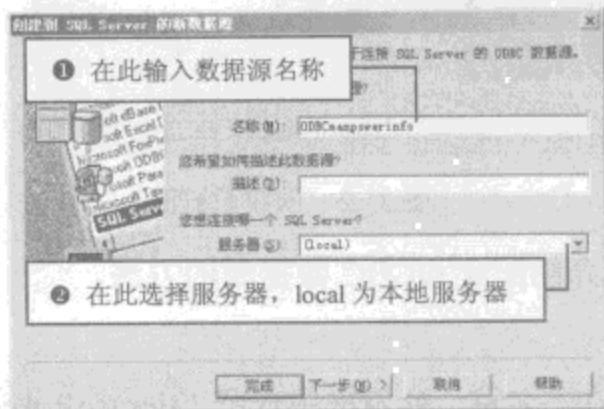 创建到 SQL Server 的新数据源
于连接 SQL Server 的 ODBC 数据源。
❶ 在此输入数据源名称
名称(M): ODBCmanpowerinfo
您希望如何描述此数据源?
描述(D):
您想连接哪一个 SQL Server?
服务器(S): (local)
❷ 在此选择服务器，local 为本地服务器
完成
下一步(N) >
取消
帮助